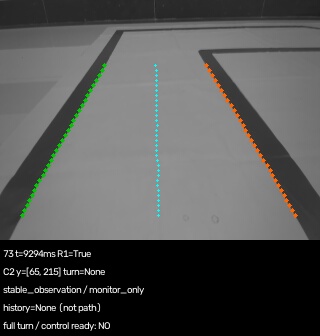 73 t=9294ms R1=True
C2 y=[65, 215] turn=None
stable_observation / monitor_only
history=None (not path)
full turn / control ready: NO